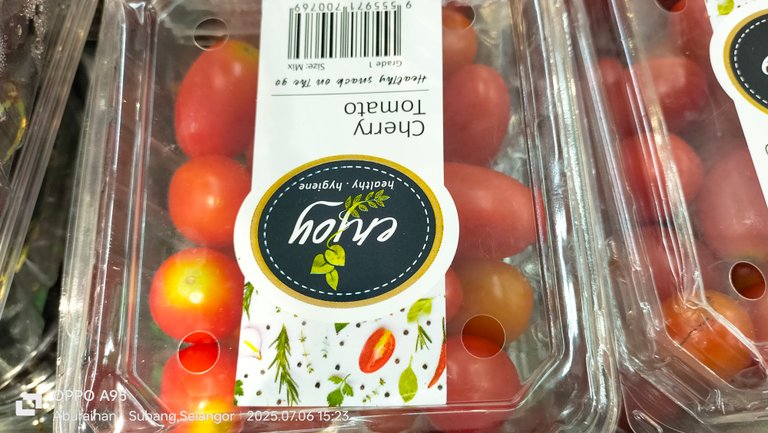 Cherry
Tomato
Healthy snack on the go
Grade 1
Size: Mix
9 555971 700769
enjoy
healthy . hygiene
OPPO A95
Aburaihan | Subang,Selangor | 2025.07.06 15:23